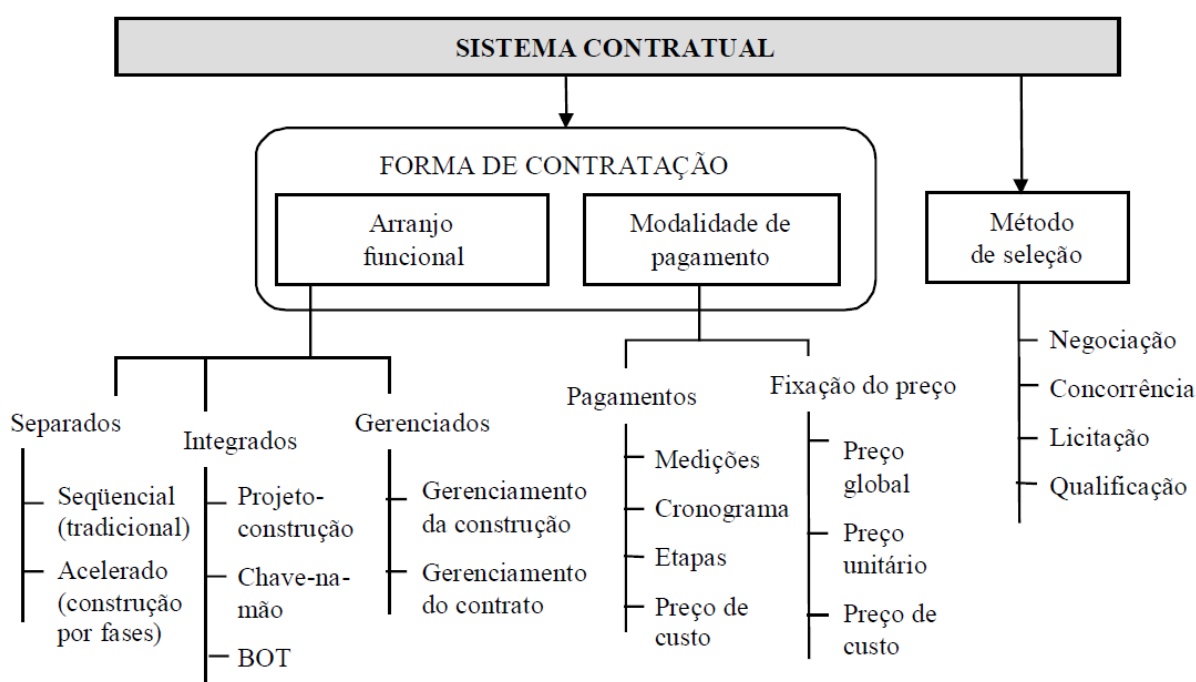 SISTEMA CONTRATUAL
FORMA DE CONTRATAÇÃO
Arranjo
funcional
Modalidade de
pagamento
Método
de seleção
Separados
Seqüencial
(tradicional)
Acelerado
(construção
por fases)
Integrados
Projeto-
construção
Chave-na-
mão
BOT
Gerenciados
Gerenciamento
da construção
Gerenciamento
do contrato
Pagamentos
Medições
Cronograma
Etapas
Preço de
custo
Fixação do preço
Preço
global
Preço
unitário
Preço de
custo
Negociação
Concorrência
Licitação
Qualificação